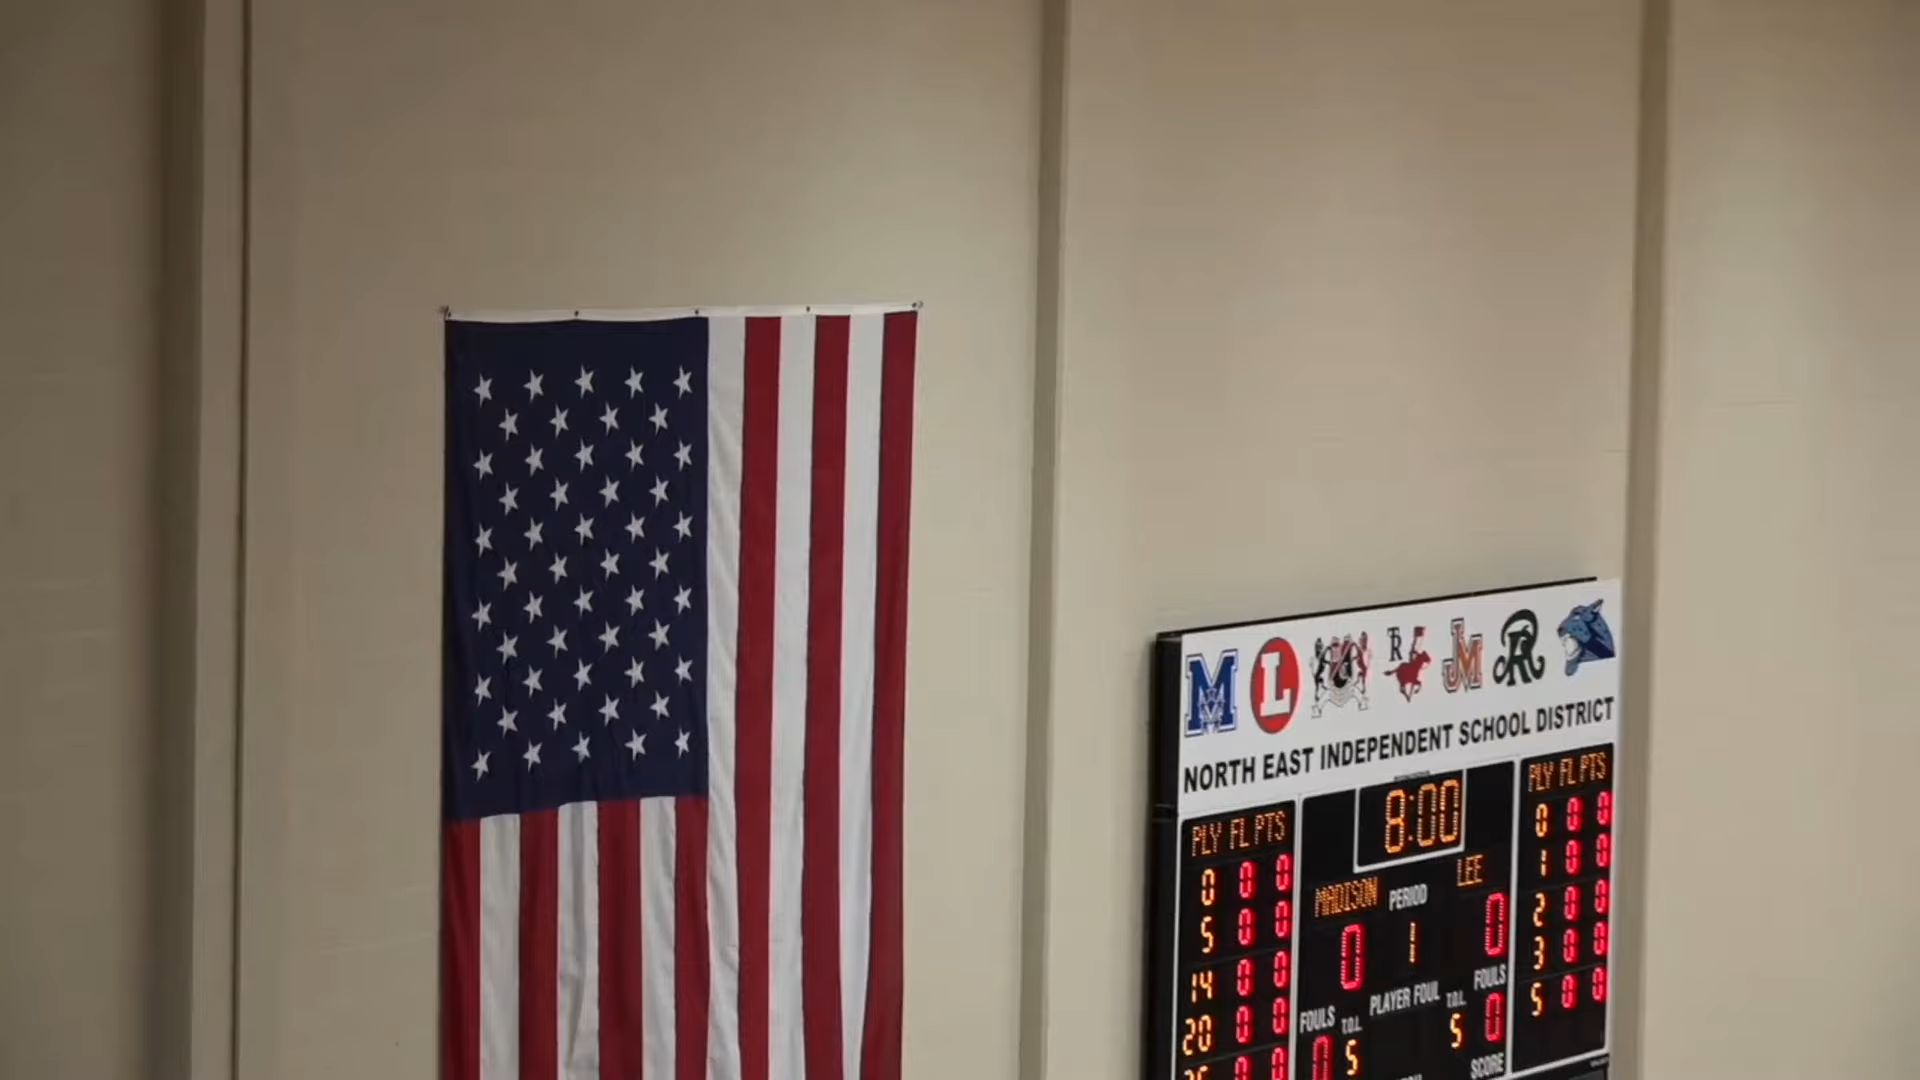 M L TR JM R
NORTH EAST INDEPENDENT SCHOOL DISTRICT
8:00
PLY FL PTS
0 0 0
5 0 0
14 0 0
20 0 0
MADISON
PERIOD
LEE
0 1 0
PLAYER FOUL
FOULS T.O.L.
0 5
T.O.L. FOULS
5 0
SCORE
PLY FL PTS
0 0 0
1 0 0
2 0 0
3 0 0
5 0 0